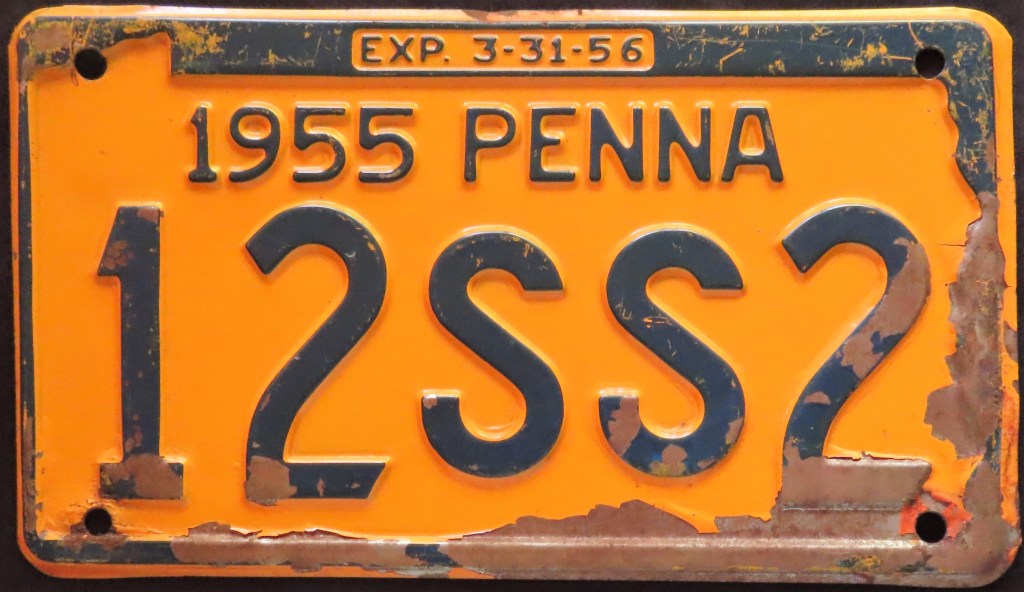 EXP. 3-31-56
1955 PENNA
12SS2